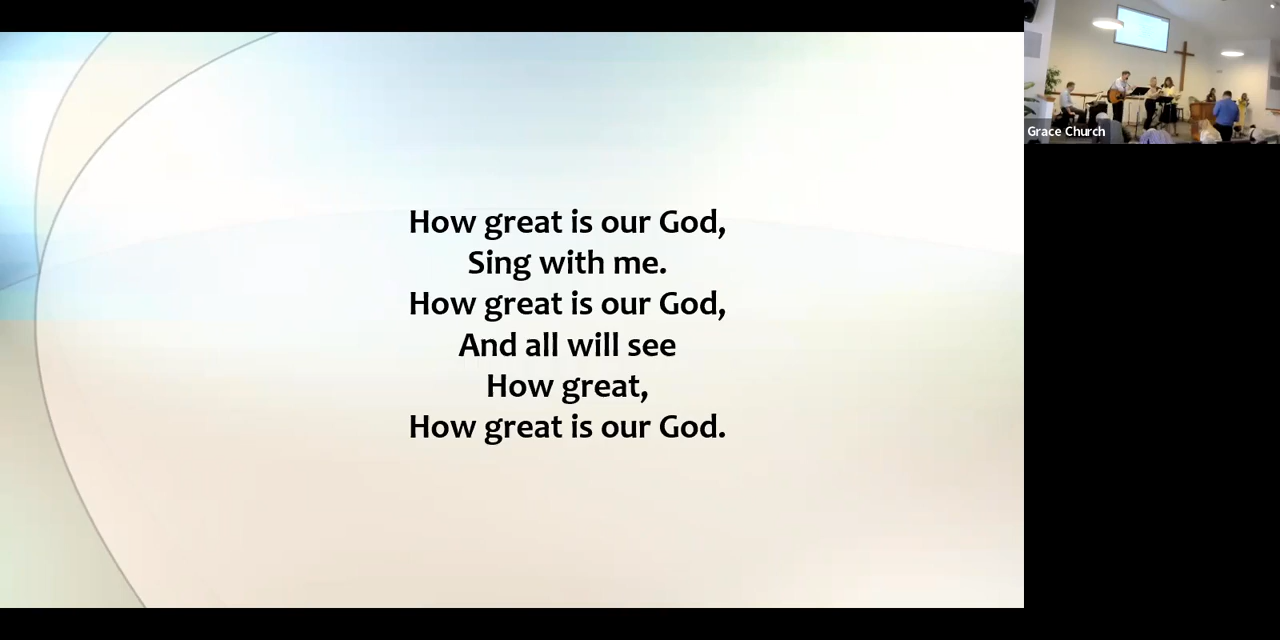 How great is our God,
Sing with me.
How great is our God,
And all will see
How great,
How great is our God.
Grace Church